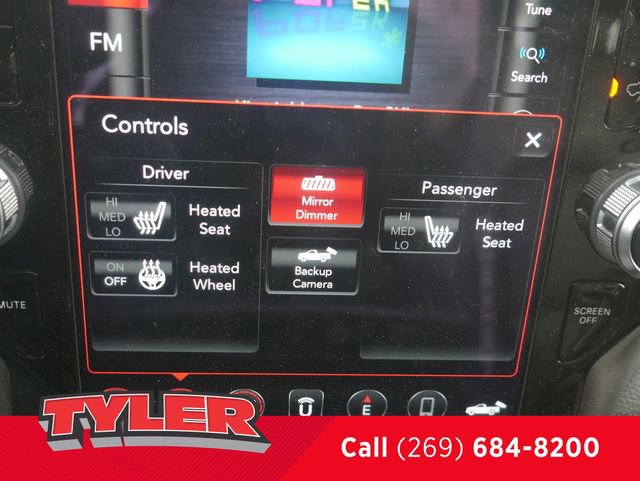 Tune
FM
Search
Controls
×
Driver
HI
MED
LO
Heated
Seat
ON
OFF
Heated
Wheel
Mirror
Dimmer
Backup
Camera
Passenger
HI
MED
LO
Heated
Seat
MUTE
SCREEN
OFF
U
E
TYLER
Call (269) 684-8200